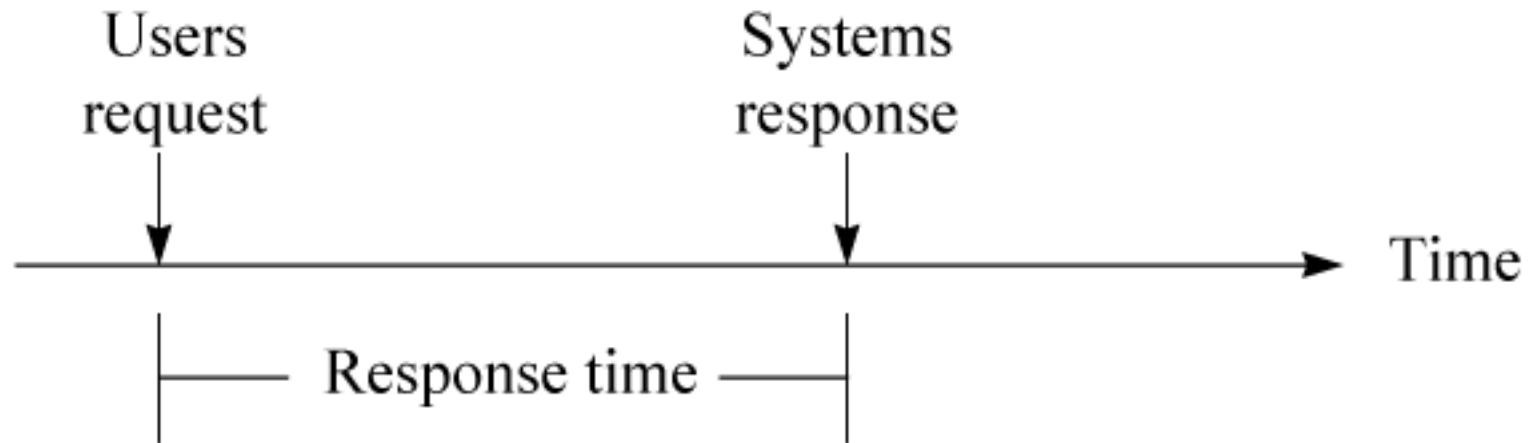 Users
request
Systems
response
Time
Response time